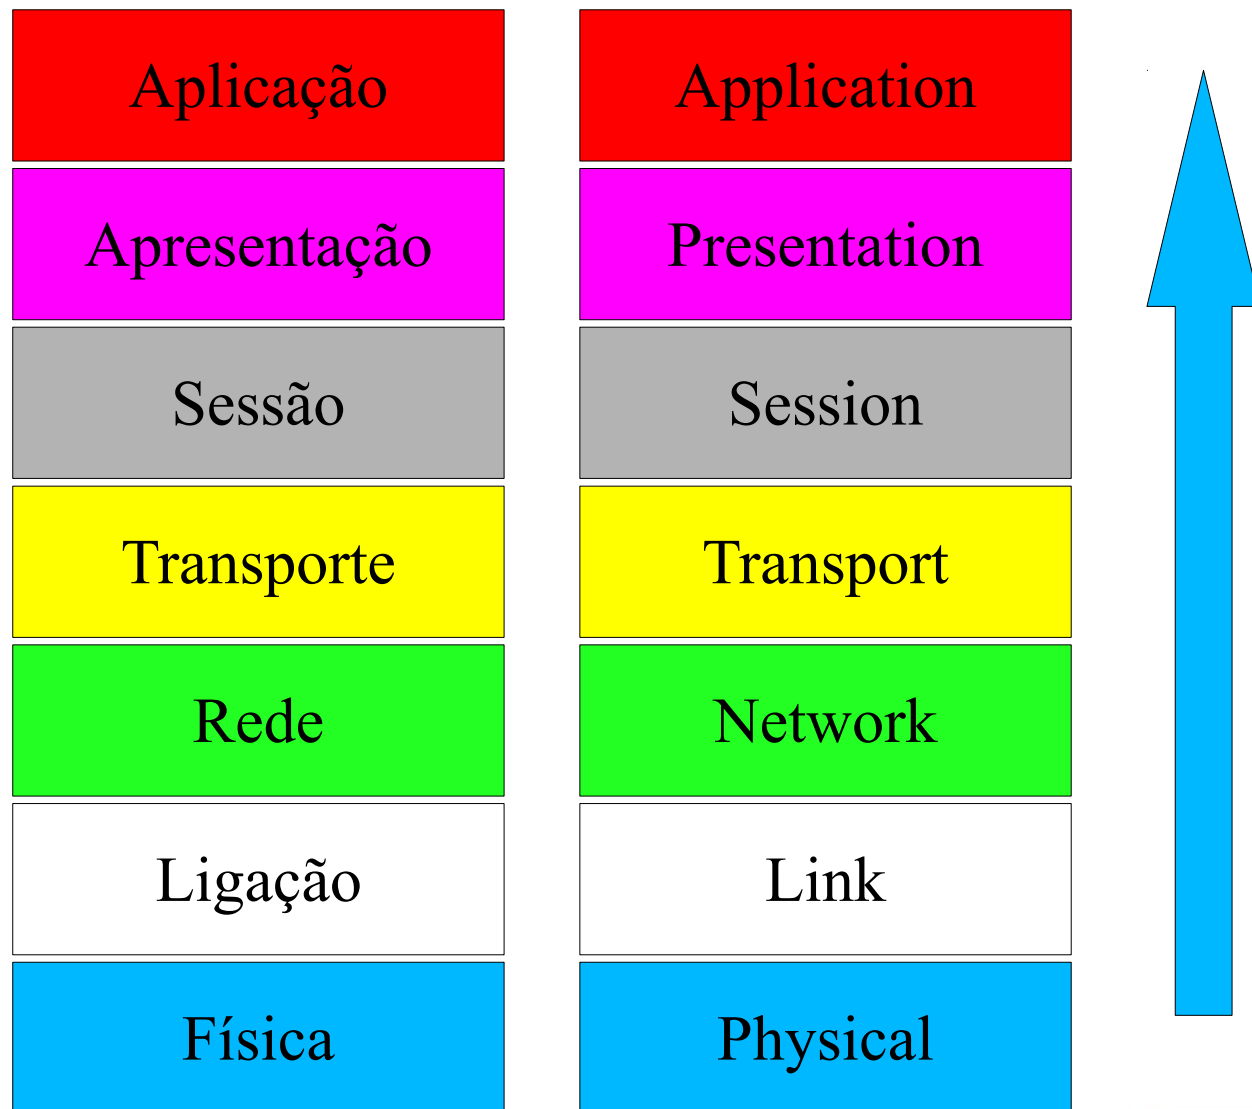 Aplicação
Application
Apresentação
Presentation
Sessão
Session
Transporte
Transport
Rede
Network
Ligação
Link
Física
Physical